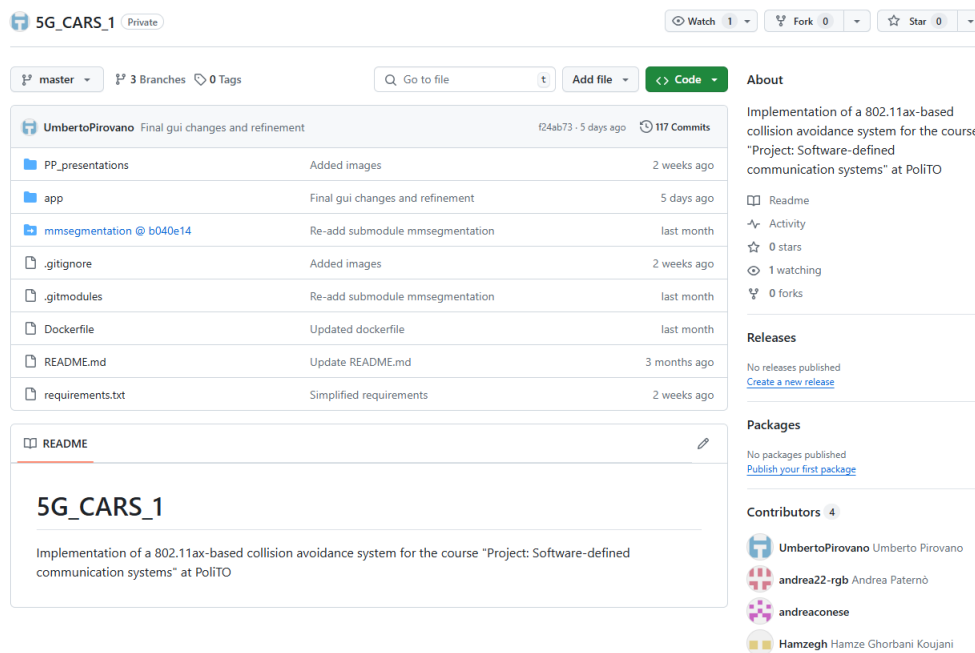 5G_CARS_1 Private
Watch 1
Fork 0
Star 0
master
3 Branches
0 Tags
Go to file t
Add file
Code
UmbertoPirovano Final gui changes and refinement f24ab73 · 5 days ago 117 Commits
PP_presentations Added images 2 weeks ago
app Final gui changes and refinement 5 days ago
mmsegmentation @ b040e14 Re-add submodule mmsegmentation last month
.gitignore Added images 2 weeks ago
.gitmodules Re-add submodule mmsegmentation last month
Dockerfile Updated dockerfile last month
README.md Update README.md 3 months ago
requirements.txt Simplified requirements 2 weeks ago
README
5G_CARS_1
Implementation of a 802.11ax-based collision avoidance system for the course "Project: Software-defined
communication systems" at PoliTO
About
Implementation of a 802.11ax-based
collision avoidance system for the course
"Project: Software-defined
communication systems" at PoliTO
Readme
Activity
0 stars
1 watching
0 forks
Releases
No releases published
Create a new release
Packages
No packages published
Publish your first package
Contributors 4
UmbertoPirovano Umberto Pirovano
andrea22-rgb Andrea Paternò
andreaconese
Hamzegh Hamze Ghorbani Koujani